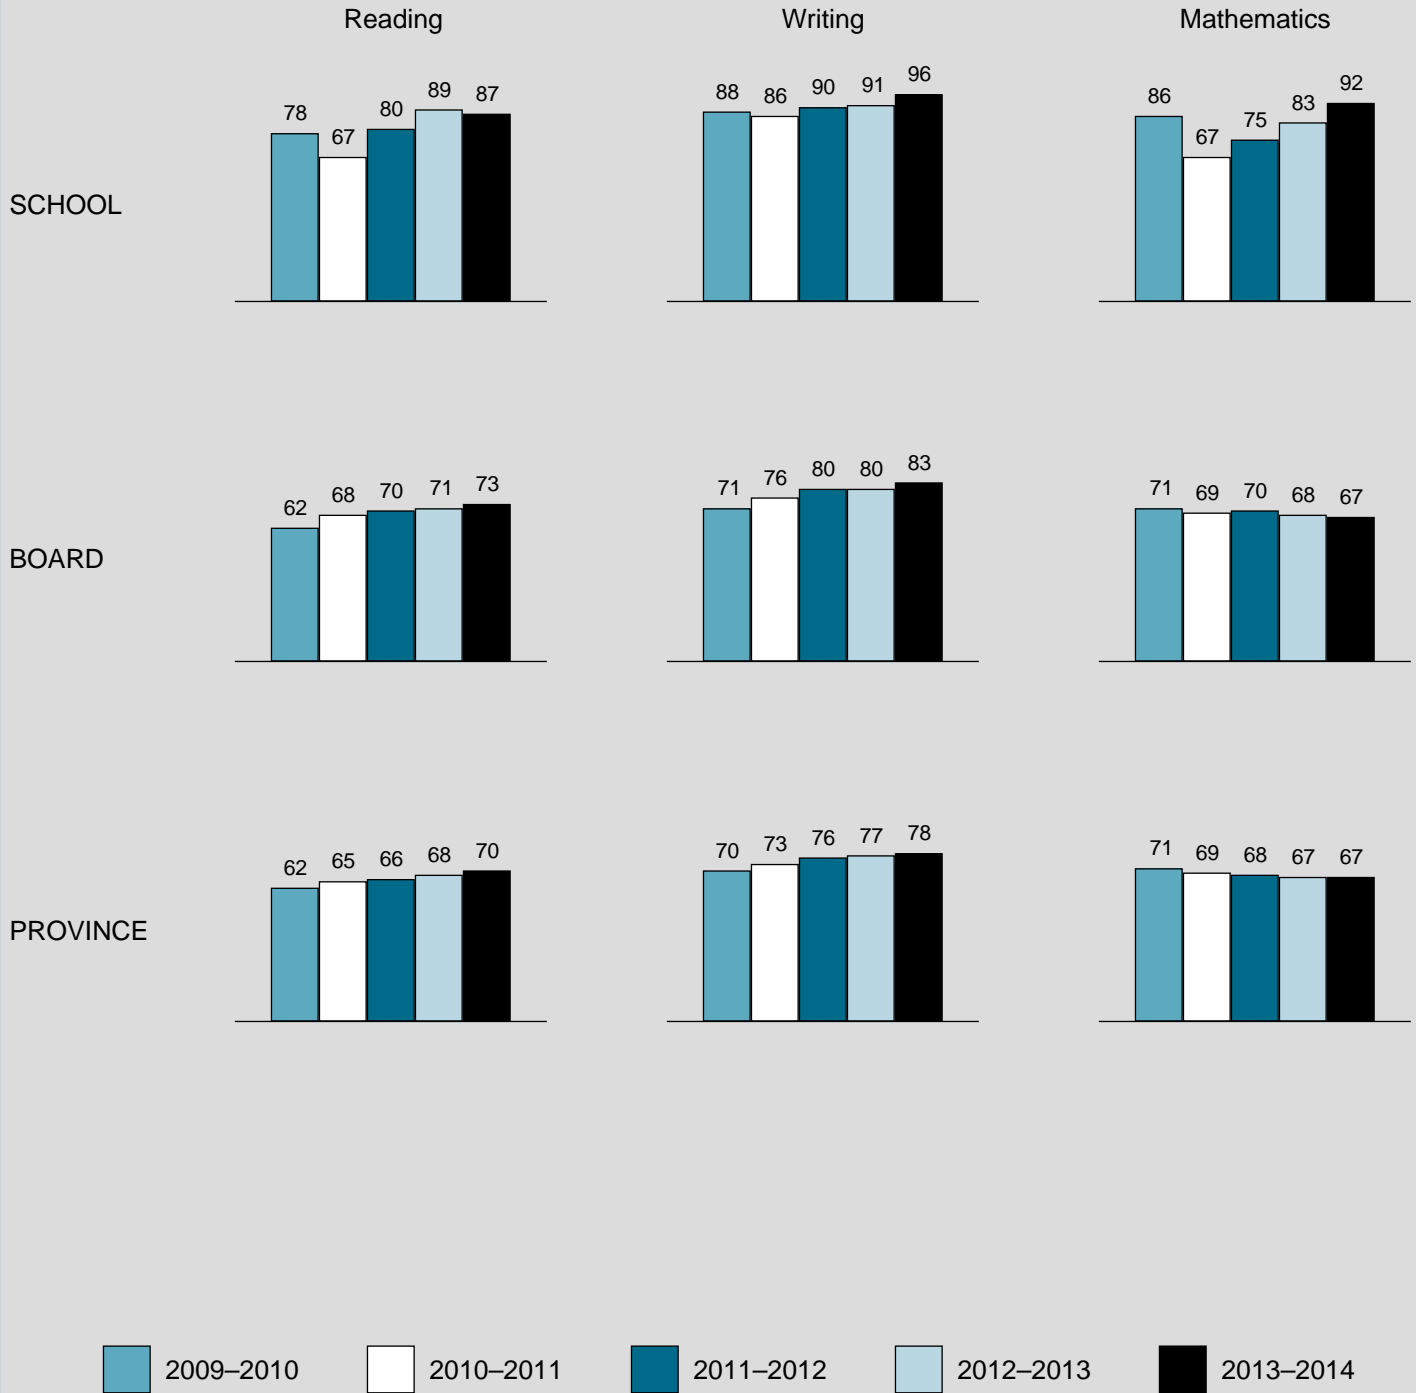 Reading Writing Mathematics
SCHOOL
78 67 80 89 87
88 86 90 91 96
86 67 75 83 92
BOARD
62 68 70 71 73
71 76 80 80 83
71 69 70 68 67
PROVINCE
62 65 66 68 70
70 73 76 77 78
71 69 68 67 67
2009–2010 2010–2011 2011–2012 2012–2013 2013–2014